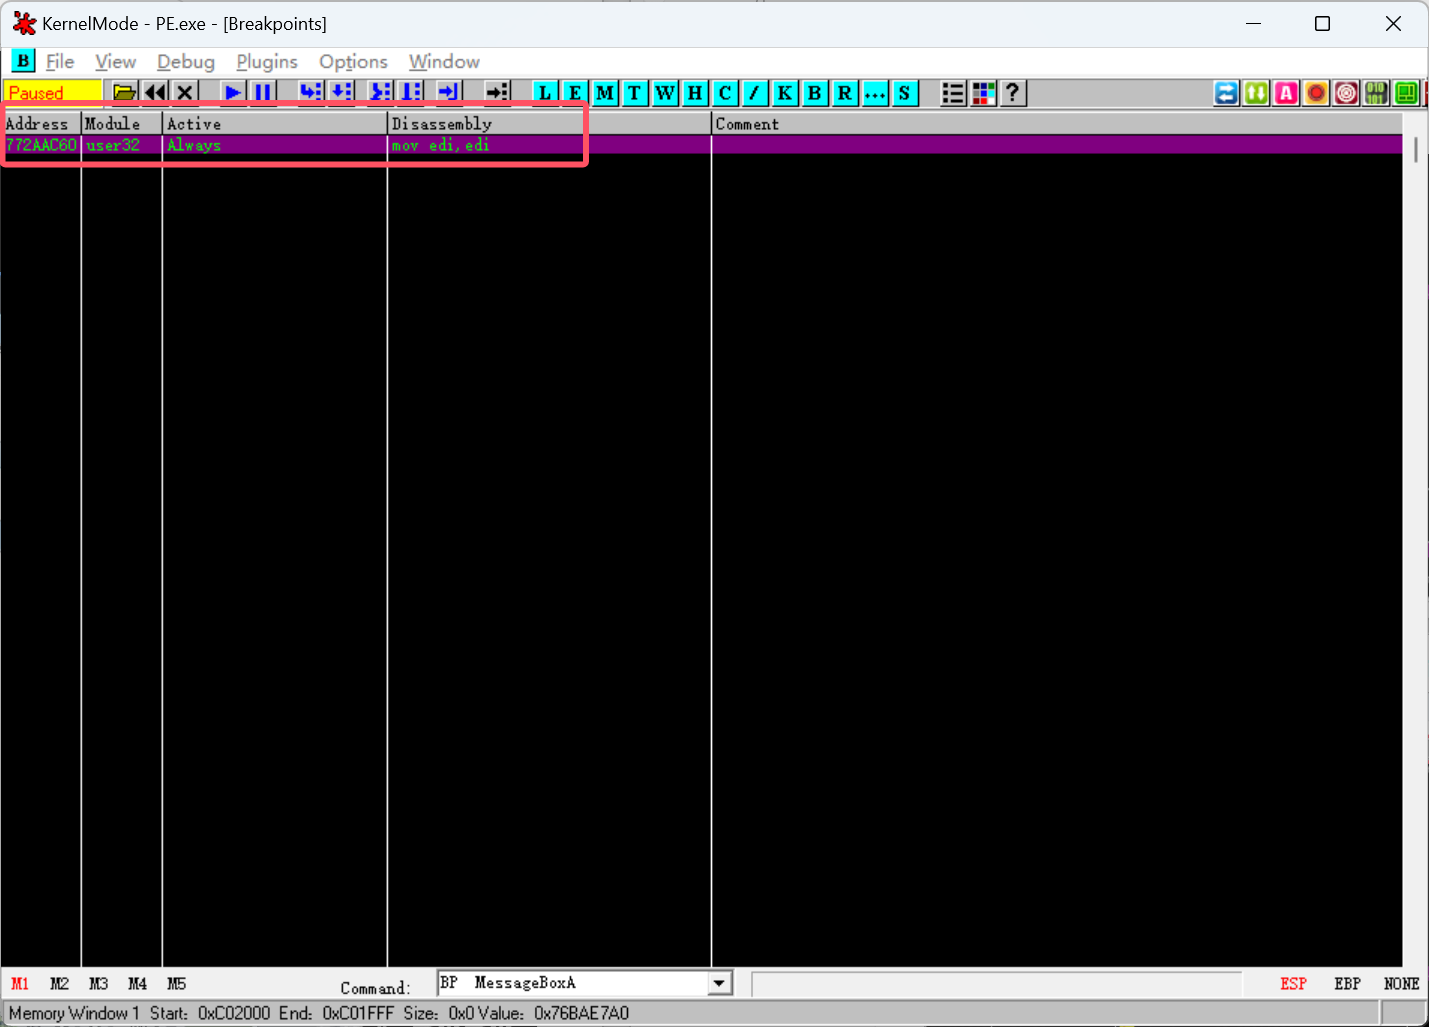 KernelMode - PE.exe - [Breakpoints]
B File View Debug Plugins Options Window
Paused L E M T W H C / K B R ... S ? A
Address Module Active Disassembly Comment
772AAC60 user32 Always mov edi,edi
M1 M2 M3 M4 M5 Command: BP MessageBoxA ESP EBP NONE
Memory Window 1 Start: 0xC02000 End: 0xC01FFF Size: 0x0 Value: 0x76BAE7A0